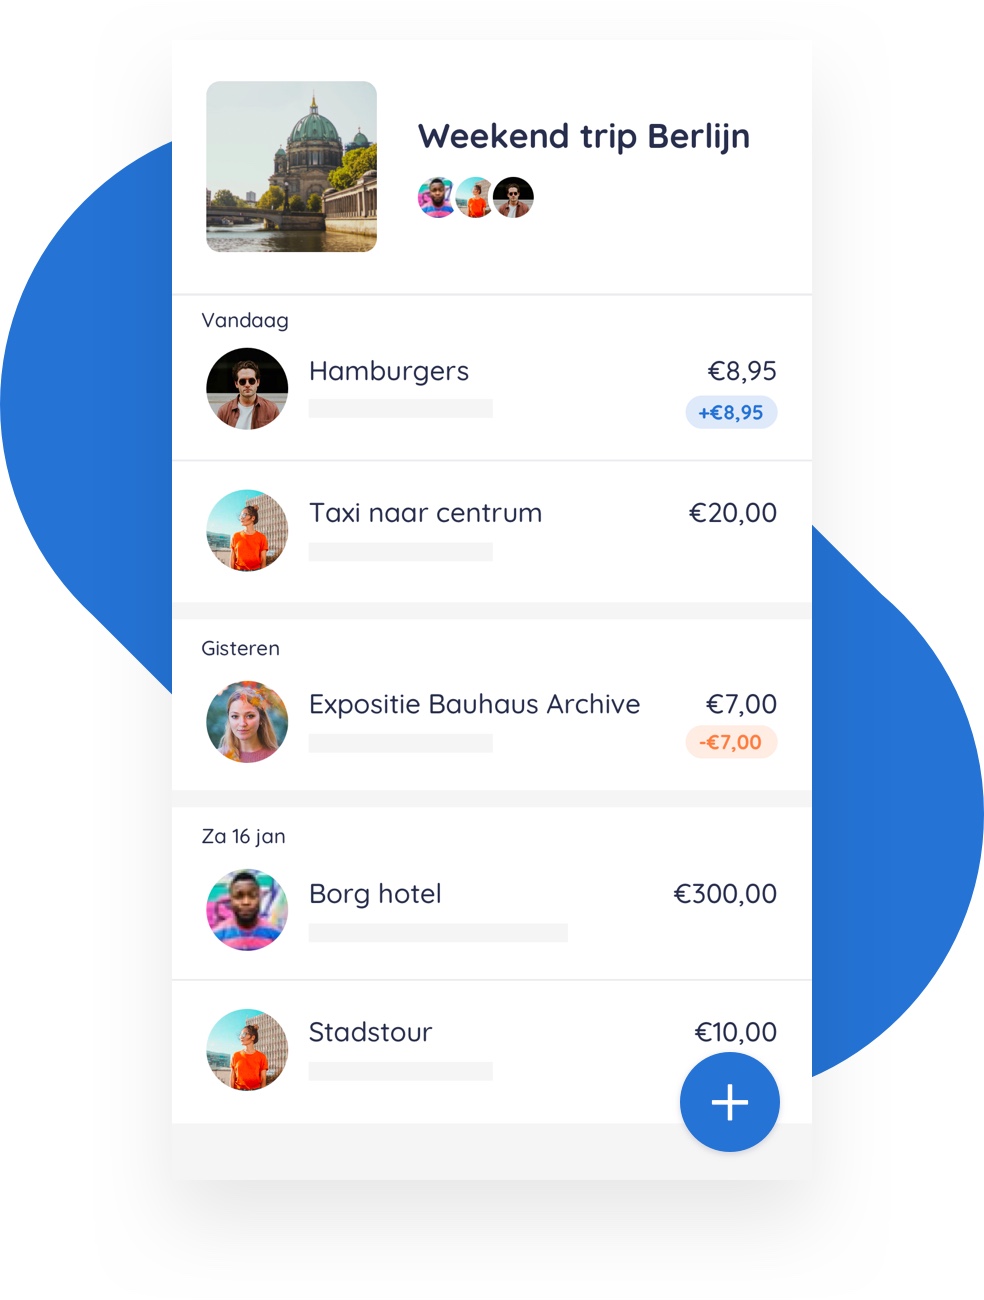 Weekend trip Berlijn
Vandaag
Hamburgers €8,95
+€8,95
Taxi naar centrum €20,00
Gisteren
Expositie Bauhaus Archive €7,00
-€7,00
Za 16 jan
Borg hotel €300,00
Stadstour €10,00